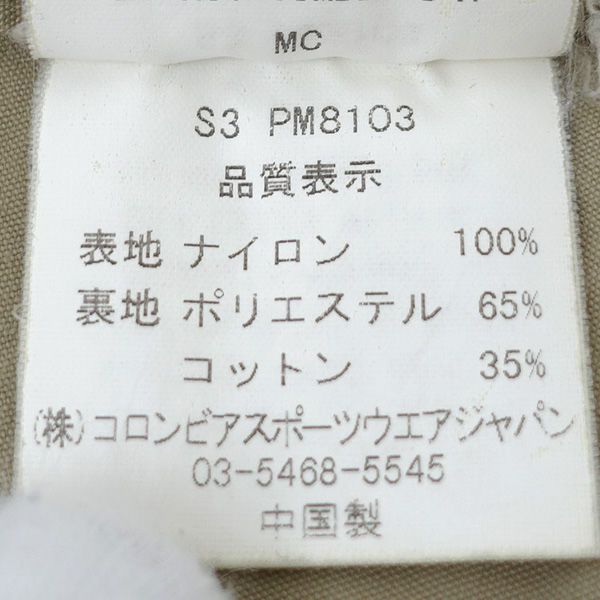 MC
S3 PM8103
品質表示
表地 ナイロン 100%
裏地 ポリエステル 65%
コットン 35%
(株)コロンビアスポーツウエアジャパン
03-5468-5545
中国製